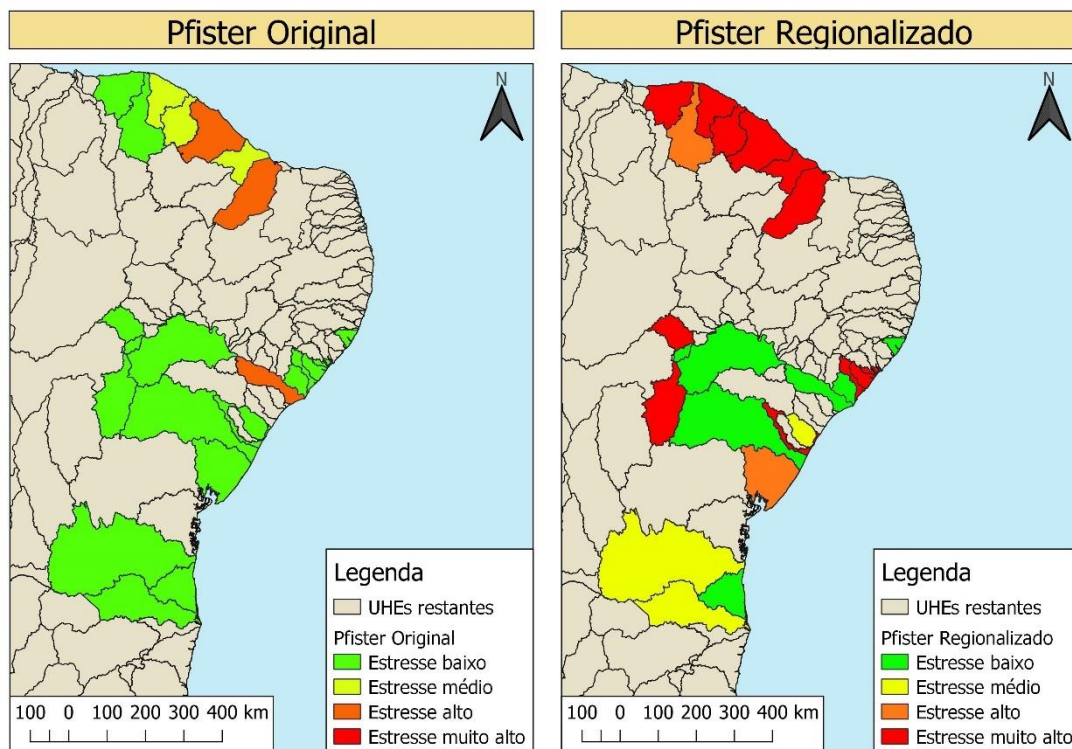 Pfister Original
N
Legenda
UHEs restantes
Pfister Original
Estresse baixo
Estresse médio
Estresse alto
Estresse muito alto
100 0 100 200 300 400 km
Pfister Regionalizado
N
Legenda
UHEs restantes
Pfister Regionalizado
Estresse baixo
Estresse médio
Estresse alto
Estresse muito alto
100 0 100 200 300 400 km